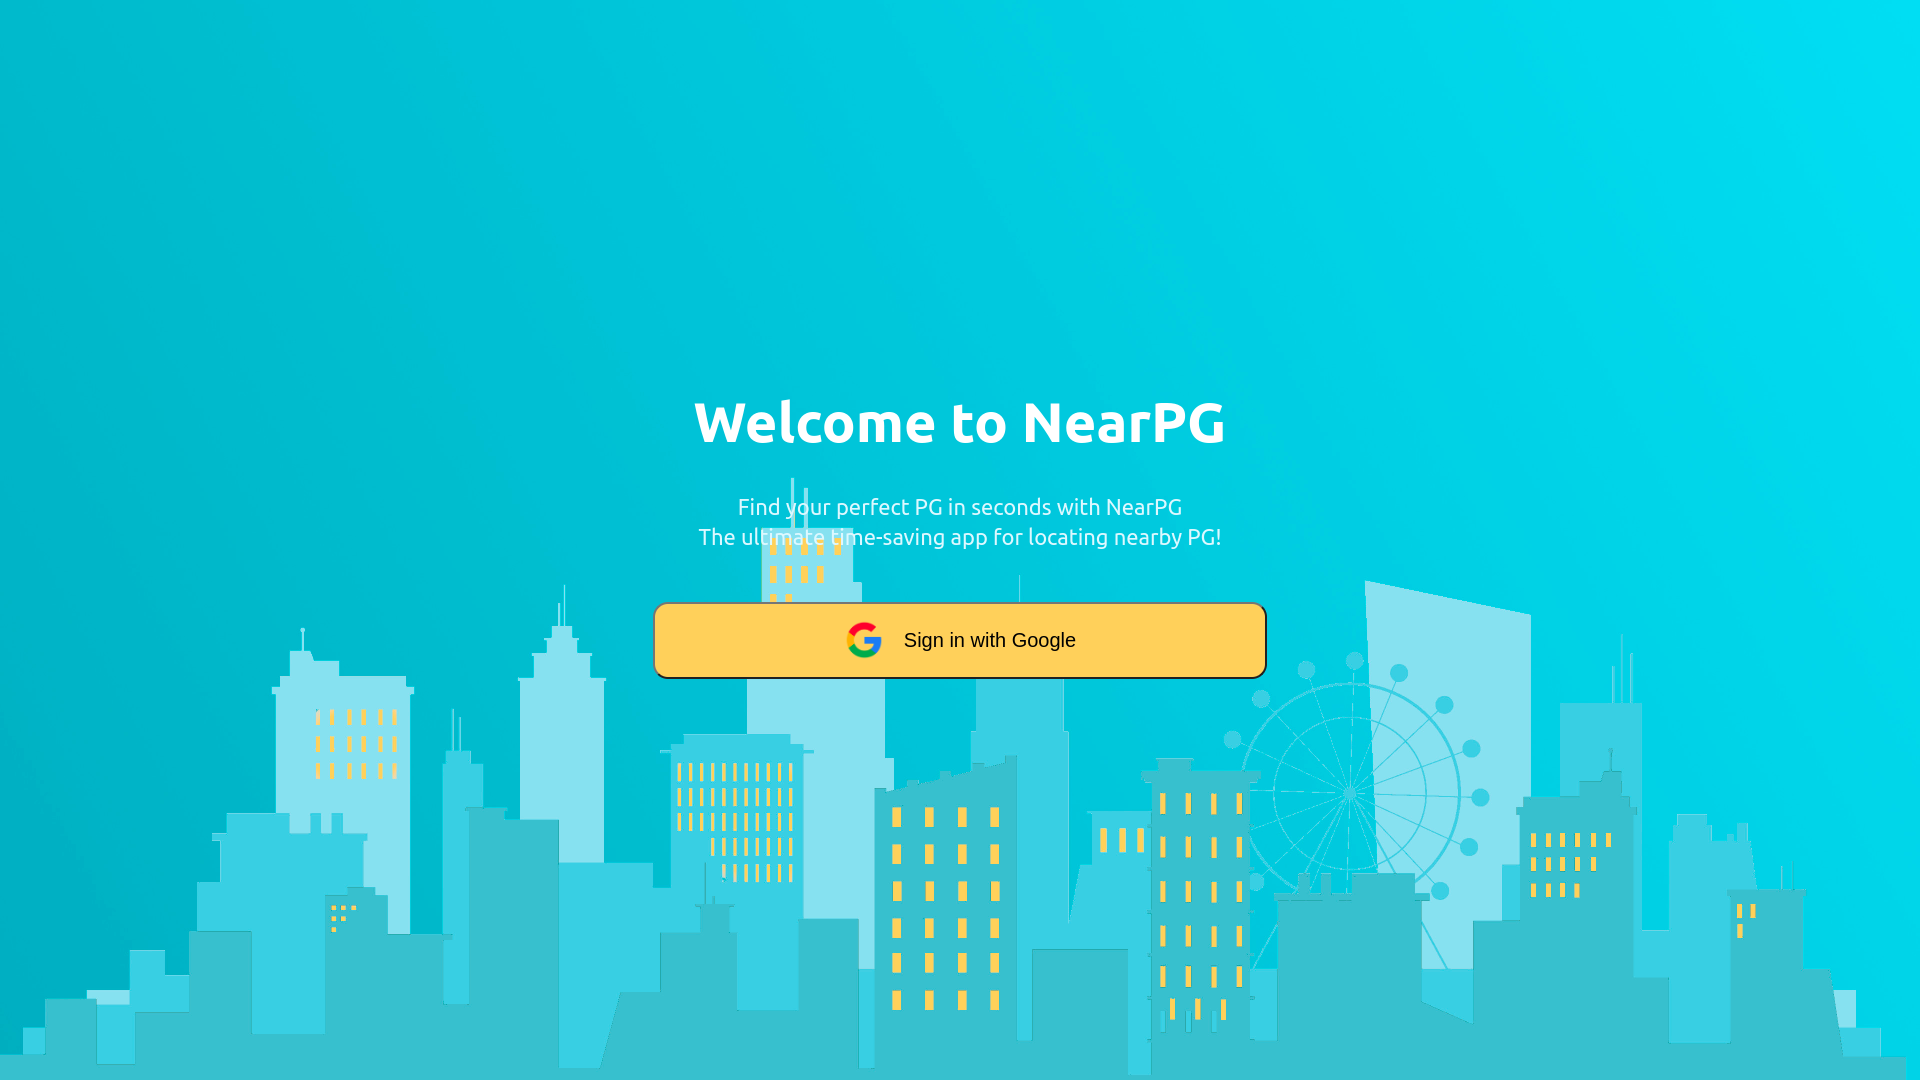 Welcome to NearPG
Find your perfect PG in seconds with NearPG
The ultimate time-saving app for locating nearby PG!
Sign in with Google